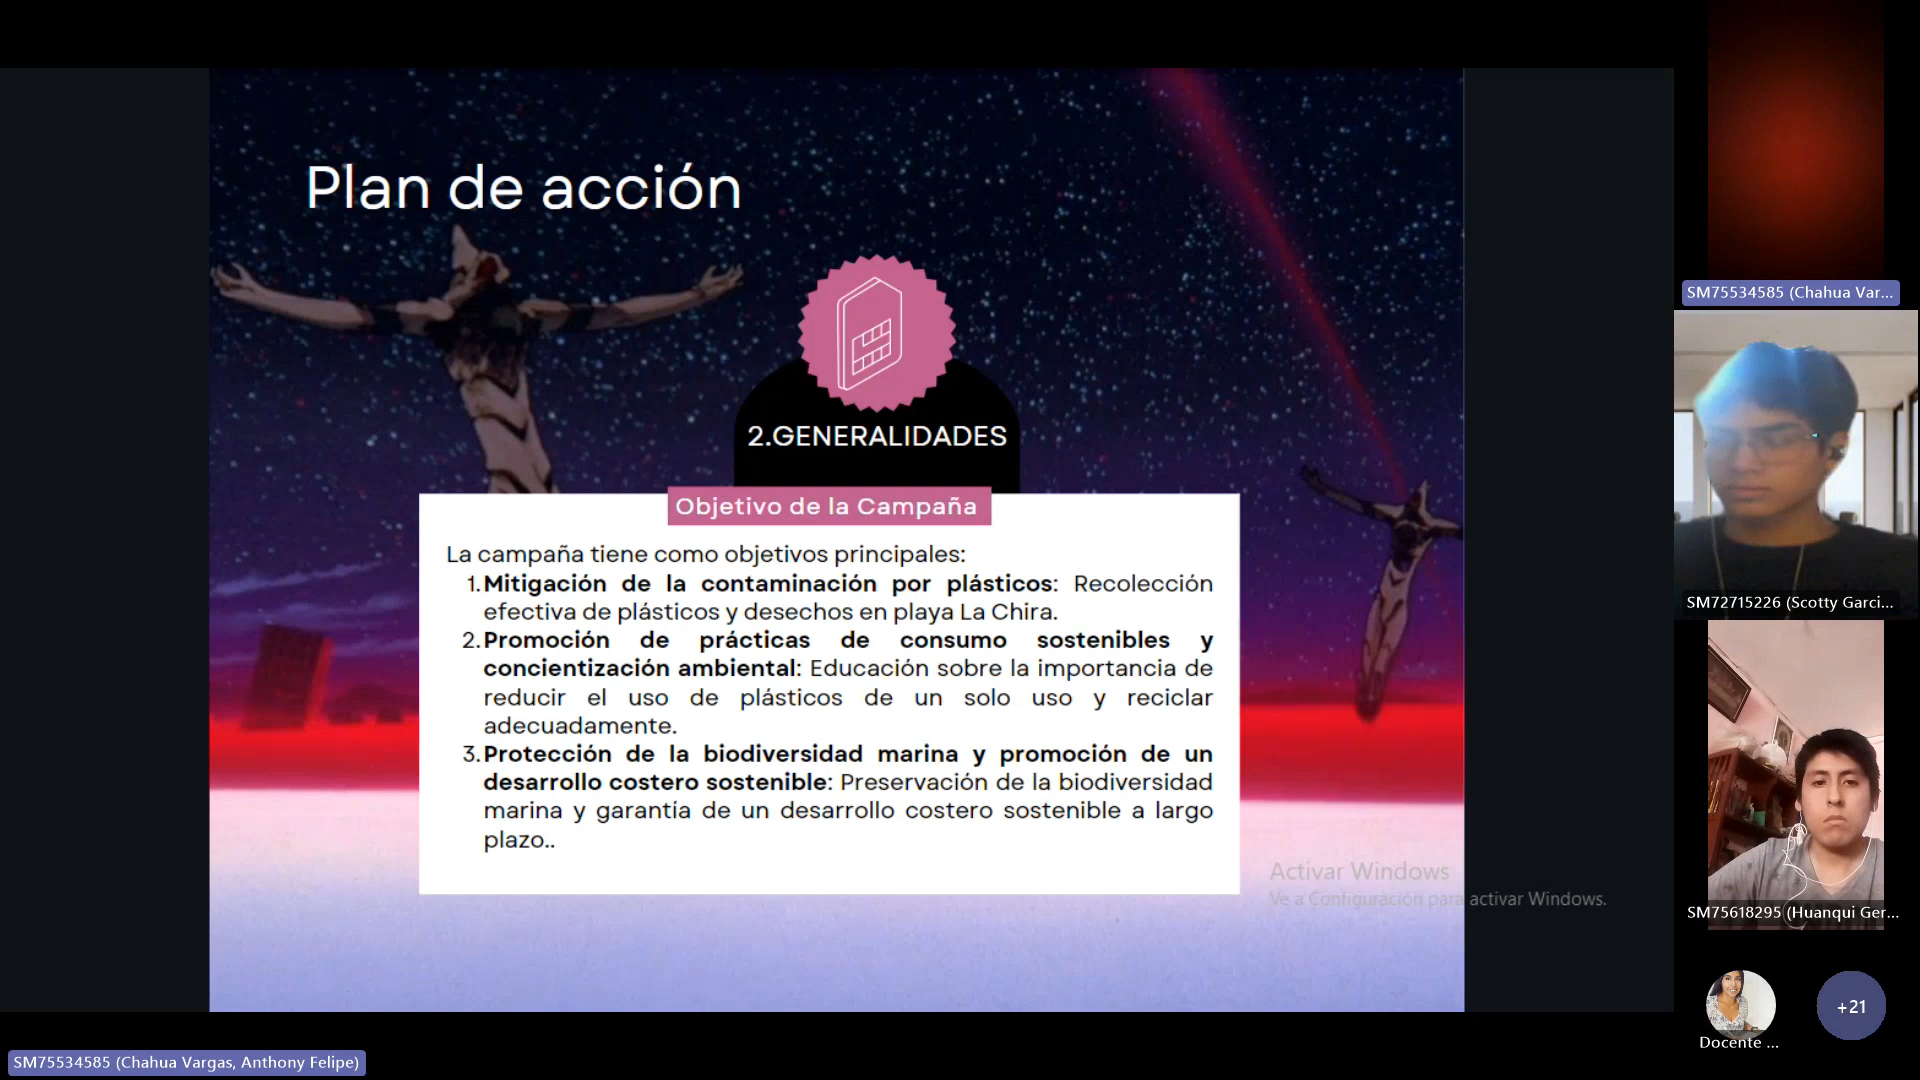 Plan de acción
2.GENERALIDADES
Objetivo de la Campaña
La campaña tiene como objetivos principales:
1.Mitigación de la contaminación por plásticos: Recolección
efectiva de plásticos y desechos en playa La Chira.
2.Promoción de prácticas de consumo sostenibles y
concientización ambiental: Educación sobre la importancia de
reducir el uso de plásticos de un solo uso y reciclar
adecuadamente.
3.Protección de la biodiversidad marina y promoción de un
desarrollo costero sostenible: Preservación de la biodiversidad
marina y garantía de un desarrollo costero sostenible a largo
plazo..
Activar Windows
Ve a Configuración para activar Windows.
SM75534585 (Chahua Var...
SM72715226 (Scotty Garci...
SM75618295 (Huanqui Ger...
Docente ...
+21
SM75534585 (Chahua Vargas, Anthony Felipe)